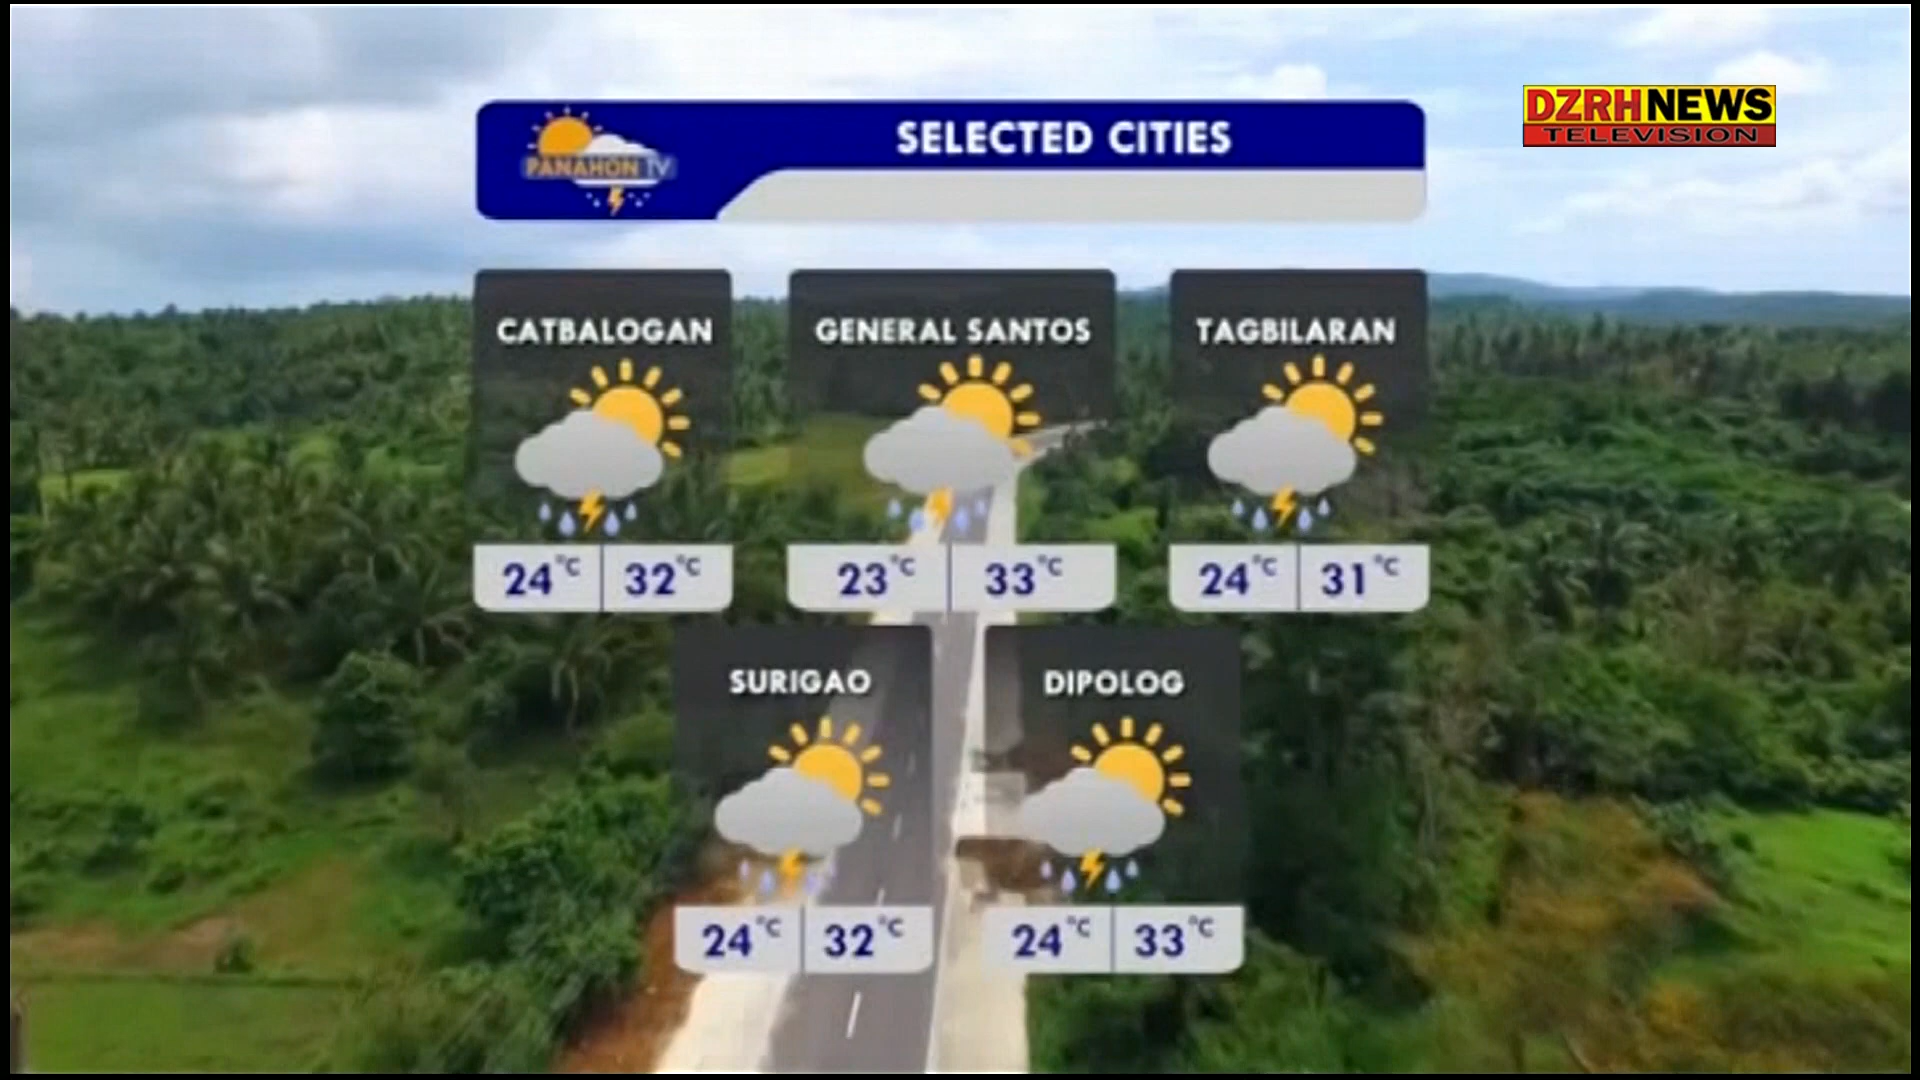 SELECTED CITIES
PANAHON TV
DZRH NEWS
TELEVISION
CATBALOGAN
GENERAL SANTOS
TAGBILARAN
24°C 32°C
23°C 33°C
24°C 31°C
SURIGAO
DIPOLOG
24°C 32°C
24°C 33°C